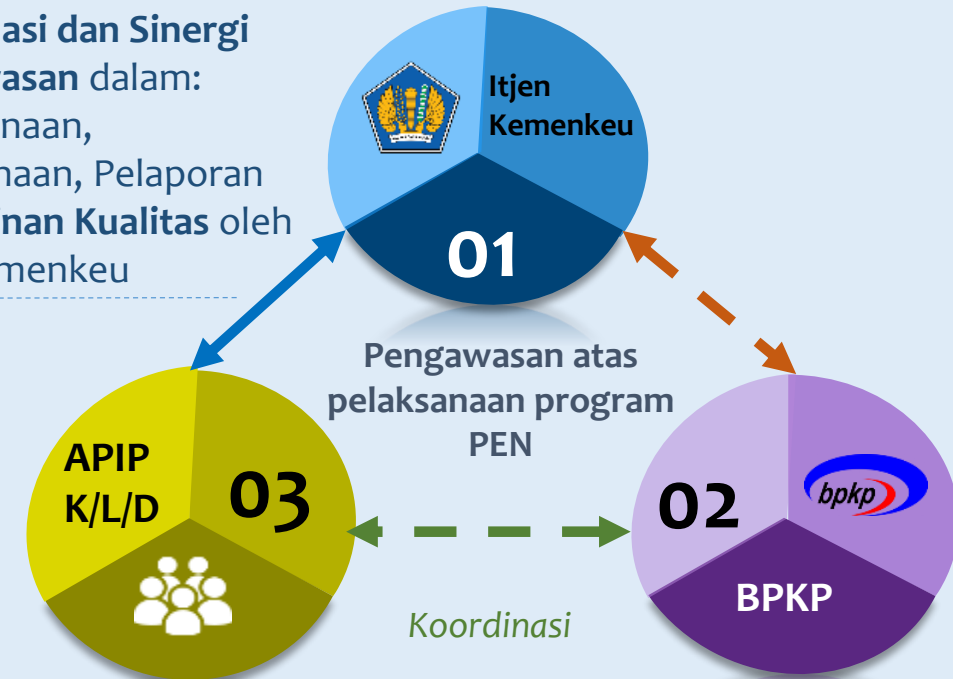 asi dan Sinergi
asan dalam:
naan,
naan, Pelaporan
nan Kualitas oleh
menkeu
Itjen
Kemenkeu
01
Pengawasan atas
pelaksanaan program
PEN
APIP
K/L/D
03
02
bpkp
BPKP
Koordinasi